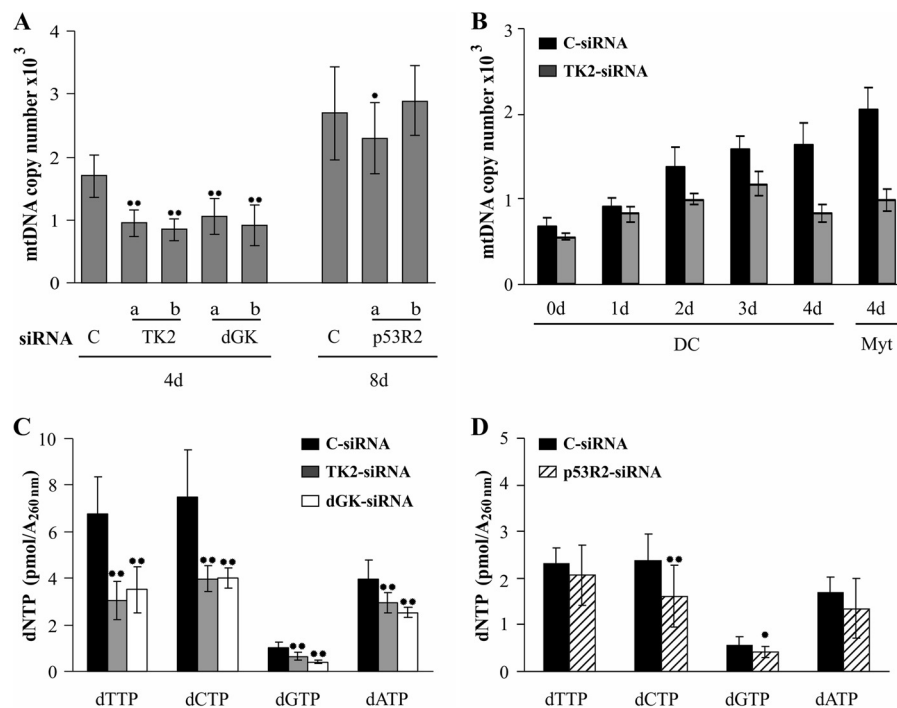 A
mtDNA copy number x10³
4
3
2
1
0
•• •• •• •• •
a b a b a b
siRNA C TK2 dGK C p53R2
4d 8d
B
C-siRNA
TK2-siRNA
mtDNA copy number x10³
3
2
1
0
0d 1d 2d 3d 4d 4d
DC Myt
C
C-siRNA
TK2-siRNA
dGK-siRNA
dNTP (pmol/A260 nm)
10
8
6
4
2
0
•• •• •• •• •• •• •• ••
dTTP dCTP dGTP dATP
D
C-siRNA
p53R2-siRNA
dNTP (pmol/A260 nm)
5
4
3
2
1
0
•• •
dTTP dCTP dGTP dATP